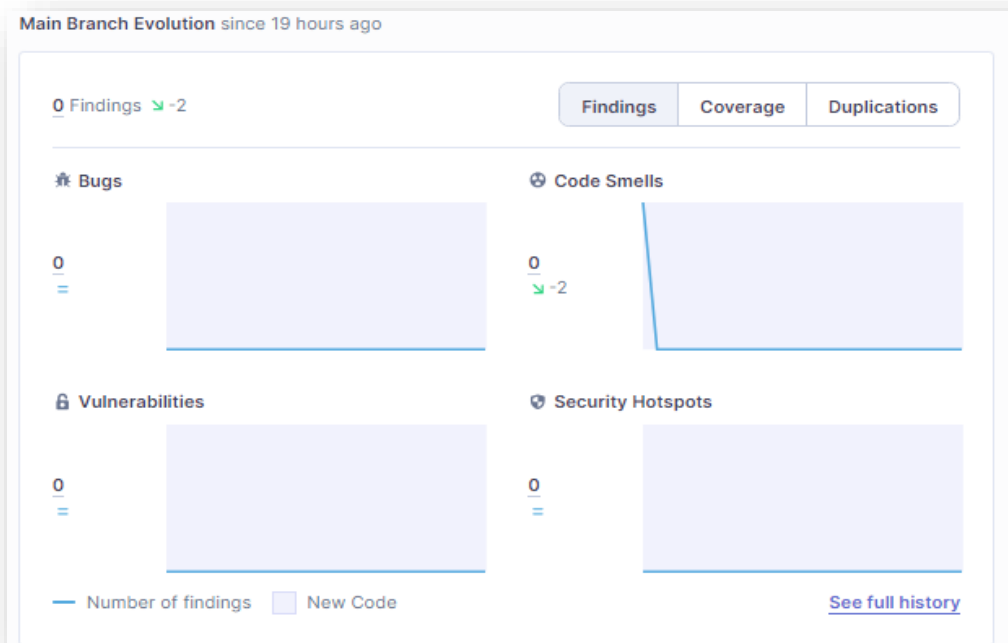 Main Branch Evolution since 19 hours ago
0 Findings ↘ -2
Findings Coverage Duplications
Bugs
0
=
Code Smells
0
↘ -2
Vulnerabilities
0
=
Security Hotspots
0
=
Number of findings New Code
See full history